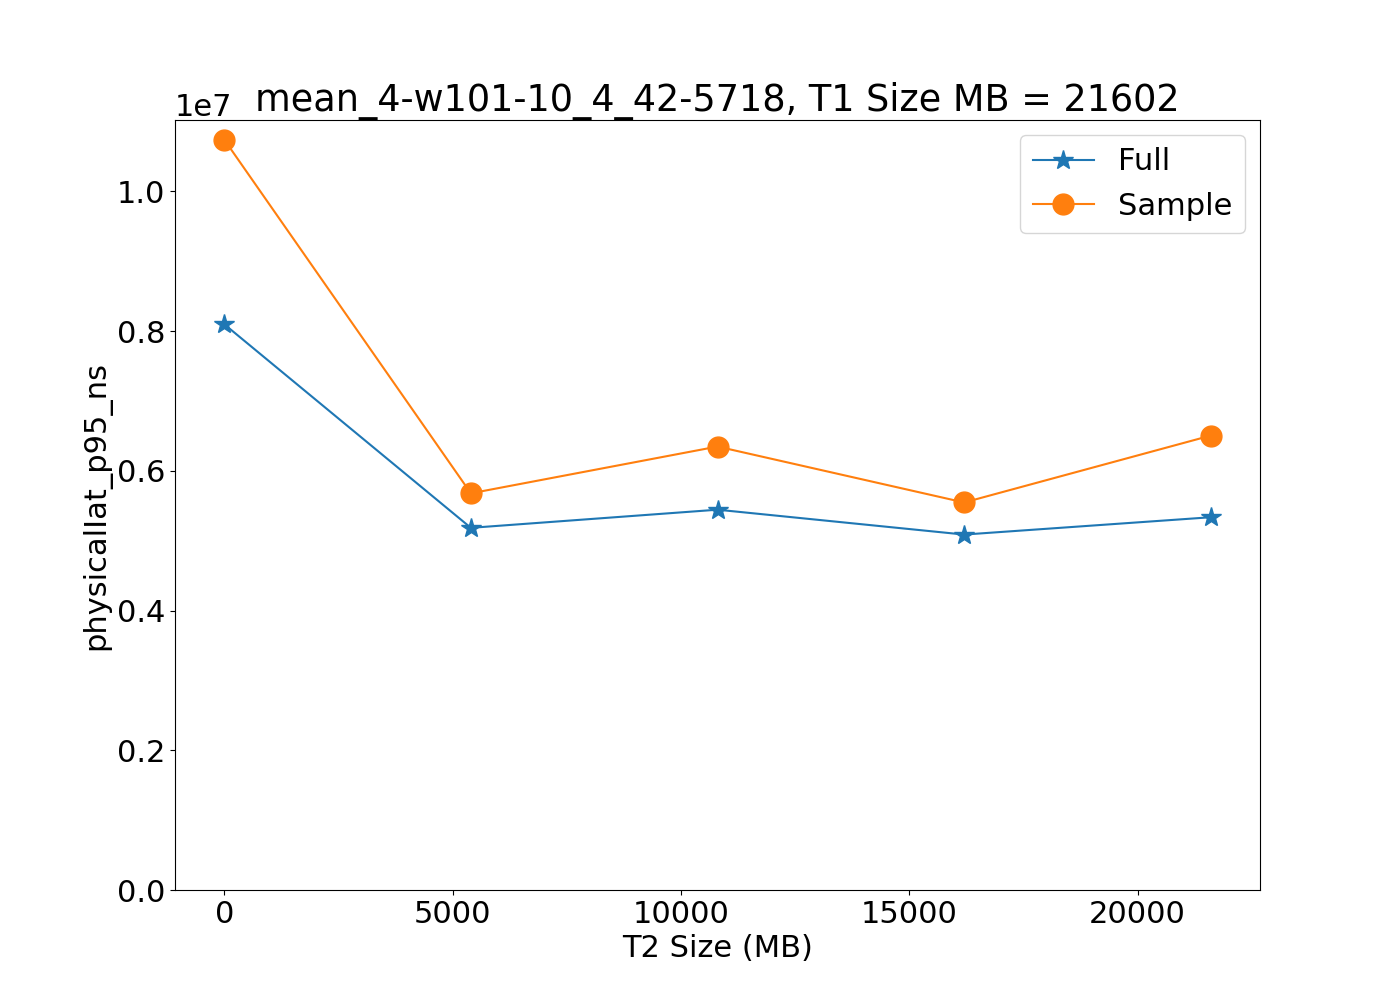 1e7
mean_4-w101-10_4_42-5718, T1 Size MB = 21602
Full
Sample
1.0
0.8
0.6
0.4
0.2
0.0
physicallat_p95_ns
0 5000 10000 15000 20000
T2 Size (MB)